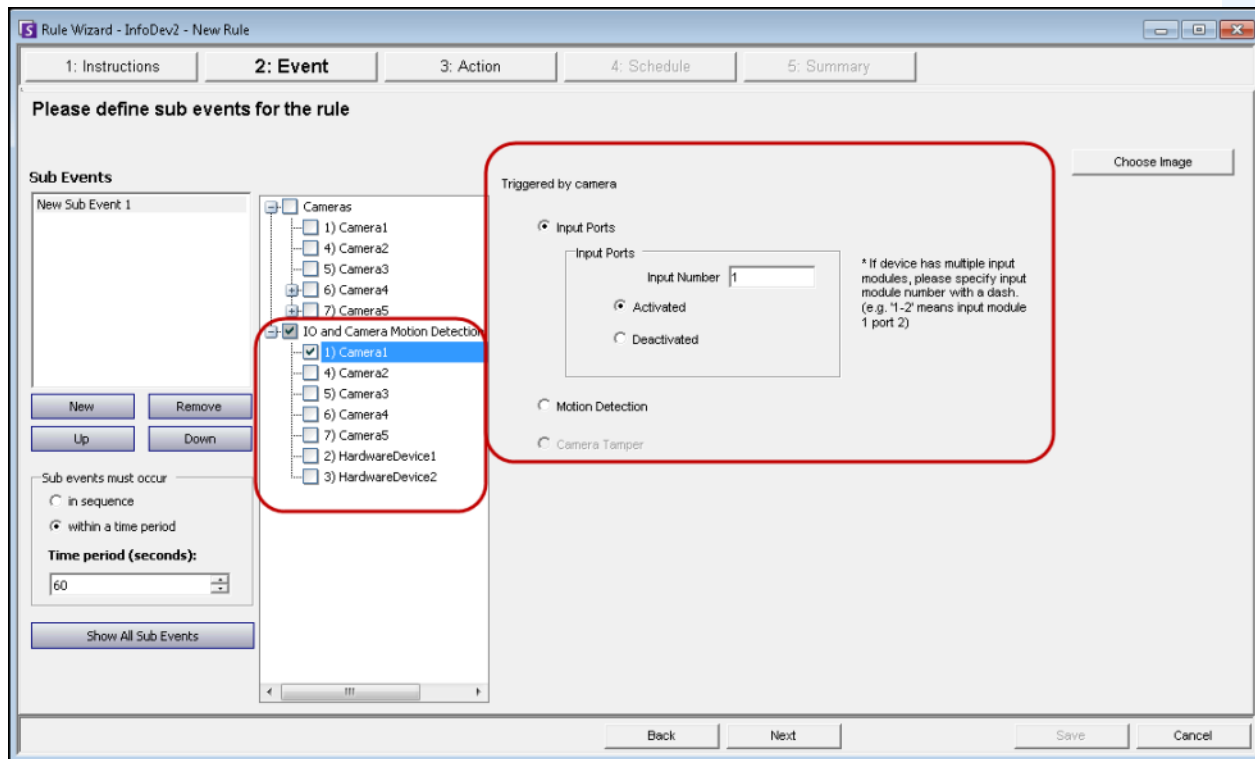 Rule Wizard - InfoDev2 - New Rule
1: Instructions
2: Event
3: Action
4: Schedule
5: Summary
Please define sub events for the rule
Choose Image
Sub Events
New Sub Event 1
New
Remove
Up
Down
Sub events must occur
in sequence
within a time period
Time period (seconds):
60
Show All Sub Events
Cameras
1) Camera1
4) Camera2
5) Camera3
6) Camera4
7) Camera5
IO and Camera Motion Detection
1) Camera1
4) Camera2
5) Camera3
6) Camera4
7) Camera5
2) HardwareDevice1
3) HardwareDevice2
Triggered by camera
Input Ports
Input Ports
Input Number 1
Activated
Deactivated
* If device has multiple input
modules, please specify input
module number with a dash.
(e.g. '1-2' means input module
1 port 2)
Motion Detection
Camera Tamper
Back
Next
Save
Cancel